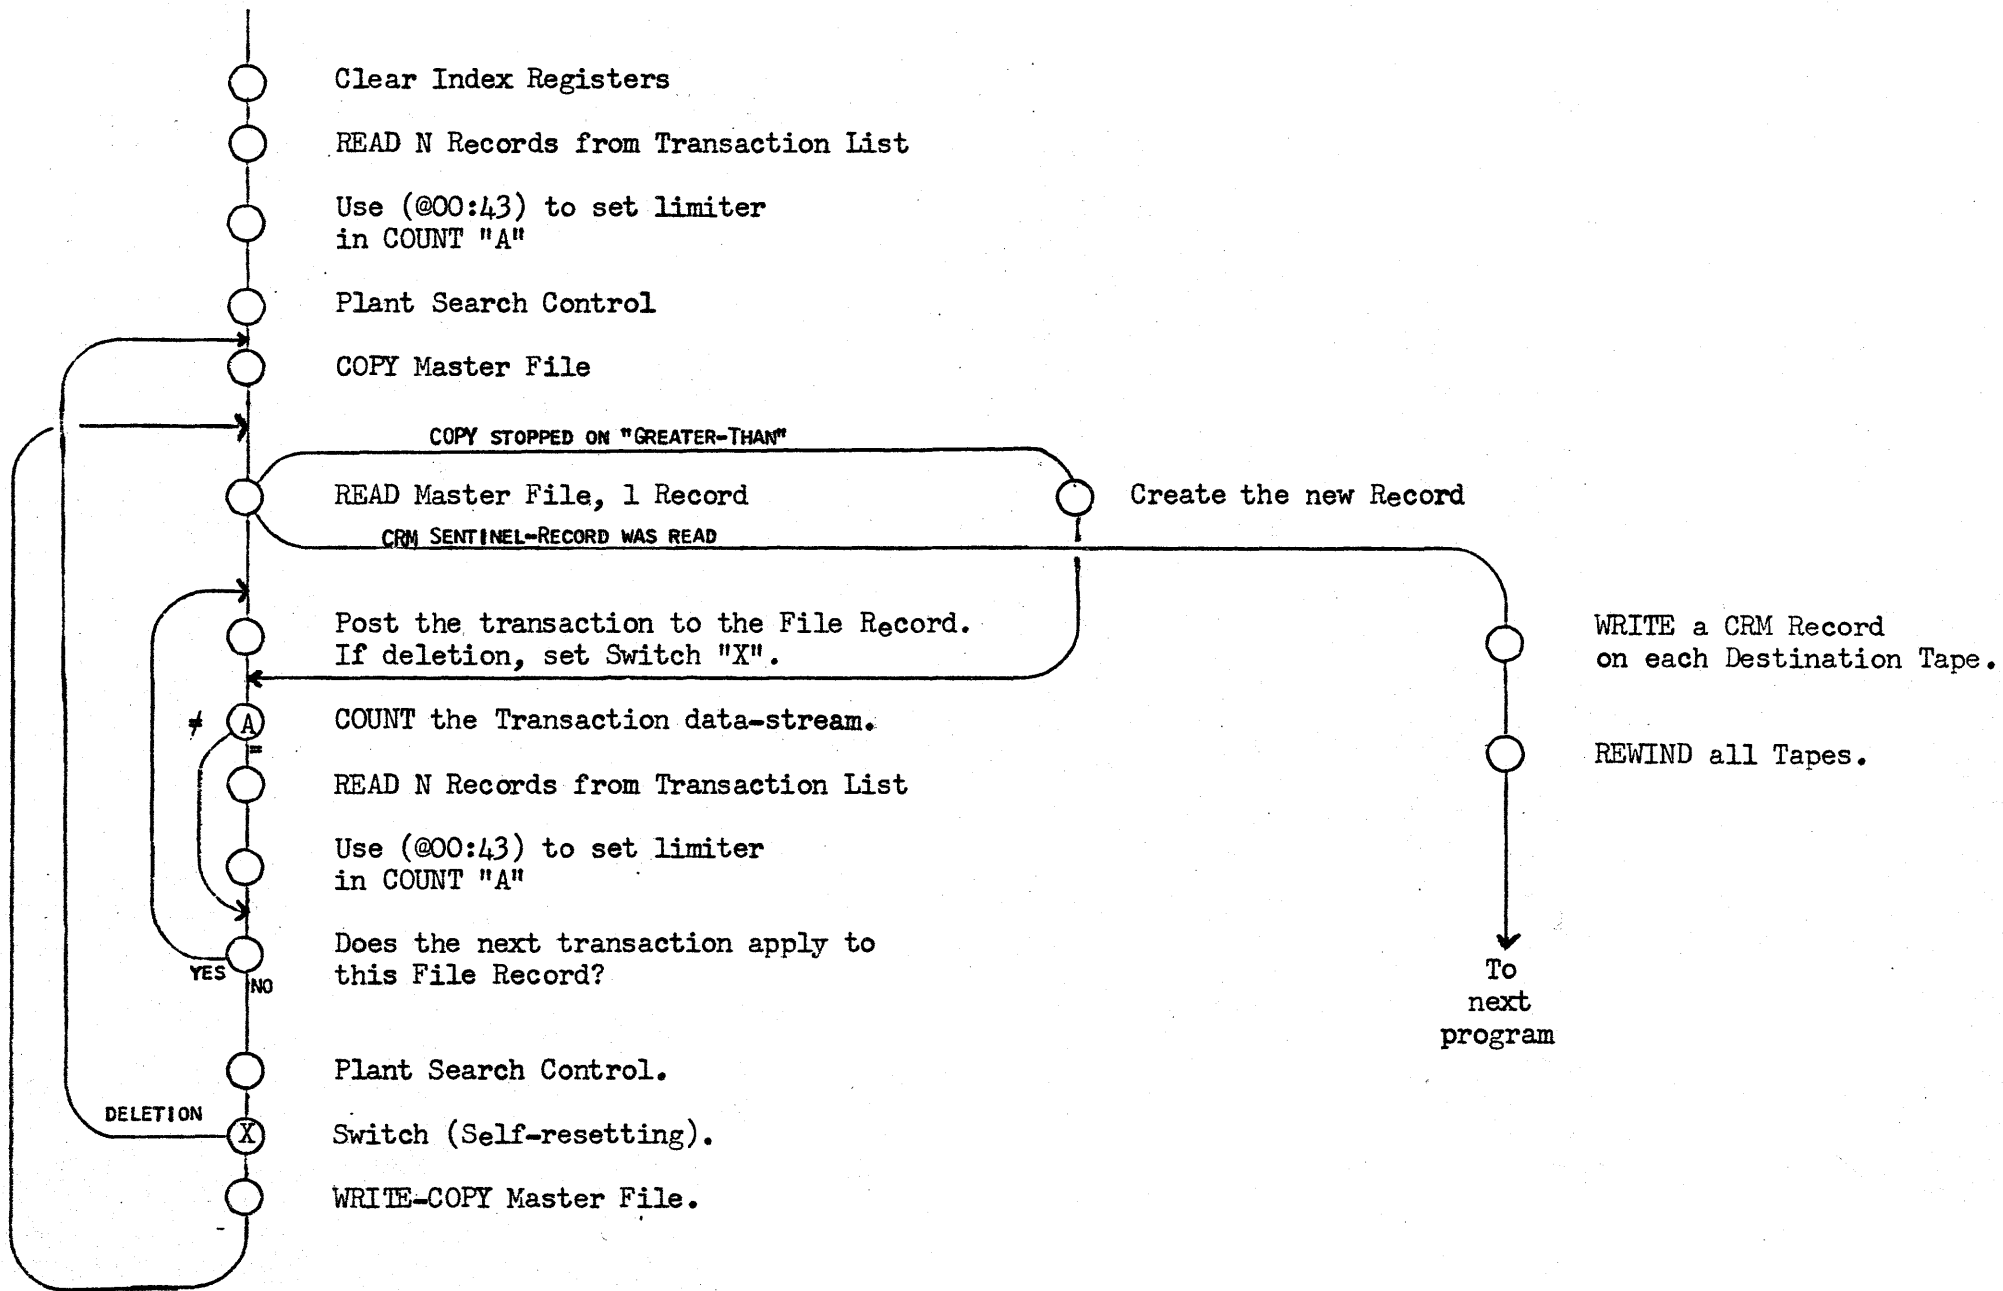 Clear Index Registers
READ N Records from Transaction List
Use (@00:43) to set limiter
in COUNT "A"
Plant Search Control
COPY Master File
COPY STOPPED ON "GREATER-THAN"
READ Master File, 1 Record
Create the new Record
CRM SENTINEL-RECORD WAS READ
Post the transaction to the File Record.
If deletion, set Switch "X".
WRITE a CRM Record
on each Destination Tape.
≠
A
COUNT the Transaction data-stream.
=
REWIND all Tapes.
READ N Records from Transaction List
Use (@00:43) to set limiter
in COUNT "A"
Does the next transaction apply to
this File Record?
YES
NO
To
next
program
Plant Search Control.
DELETION
X
Switch (Self-resetting).
WRITE-COPY Master File.